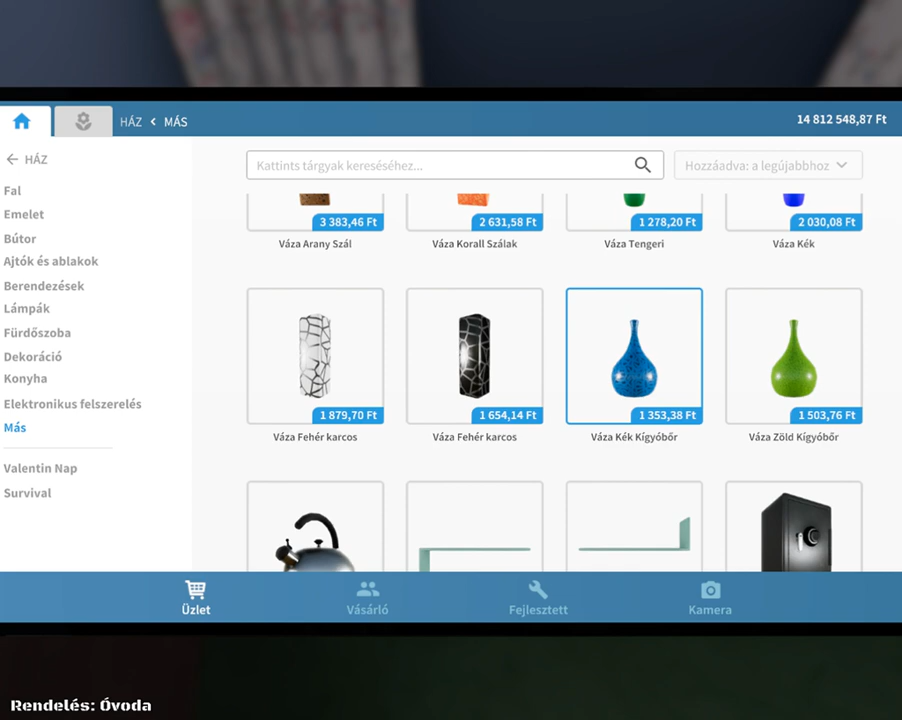 HÁZ < MÁS
14 812 548,87 Ft
HÁZ
Fal
Emelet
Bútor
Ajtók és ablakok
Berendezések
Lámpák
Fürdőszoba
Dekoráció
Konyha
Elektronikus felszerelés
Más
Valentin Nap
Survival
Kattints tárgyak kereséséhez...
Hozzáadva: a legújabbhoz
3 383,46 Ft
2 631,58 Ft
1 278,20 Ft
2 030,08 Ft
Váza Arany Szál
Váza Korall Szálak
Váza Tengeri
Váza Kék
1 879,70 Ft
1 654,14 Ft
1 353,38 Ft
1 503,76 Ft
Váza Fehér karcos
Váza Fehér karcos
Váza Kék Kígyóbőr
Váza Zöld Kígyóbőr
Üzlet
Vásárló
Fejlesztett
Kamera
Rendelés: Óvoda